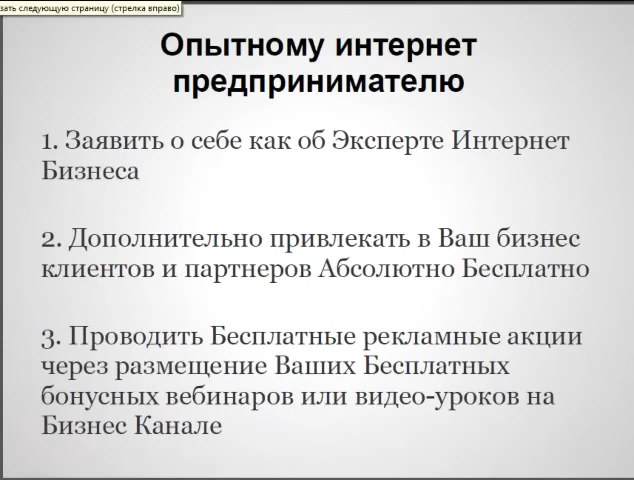 зать следующую страницу (стрелка вправо)
Опытному интернет
предпринимателю
1. Заявить о себе как об Эксперте Интернет
Бизнеса
2. Дополнительно привлекать в Ваш бизнес
клиентов и партнеров Абсолютно Бесплатно
3. Проводить Бесплатные рекламные акции
через размещение Ваших Бесплатных
бонусных вебинаров или видео-уроков на
Бизнес Канале